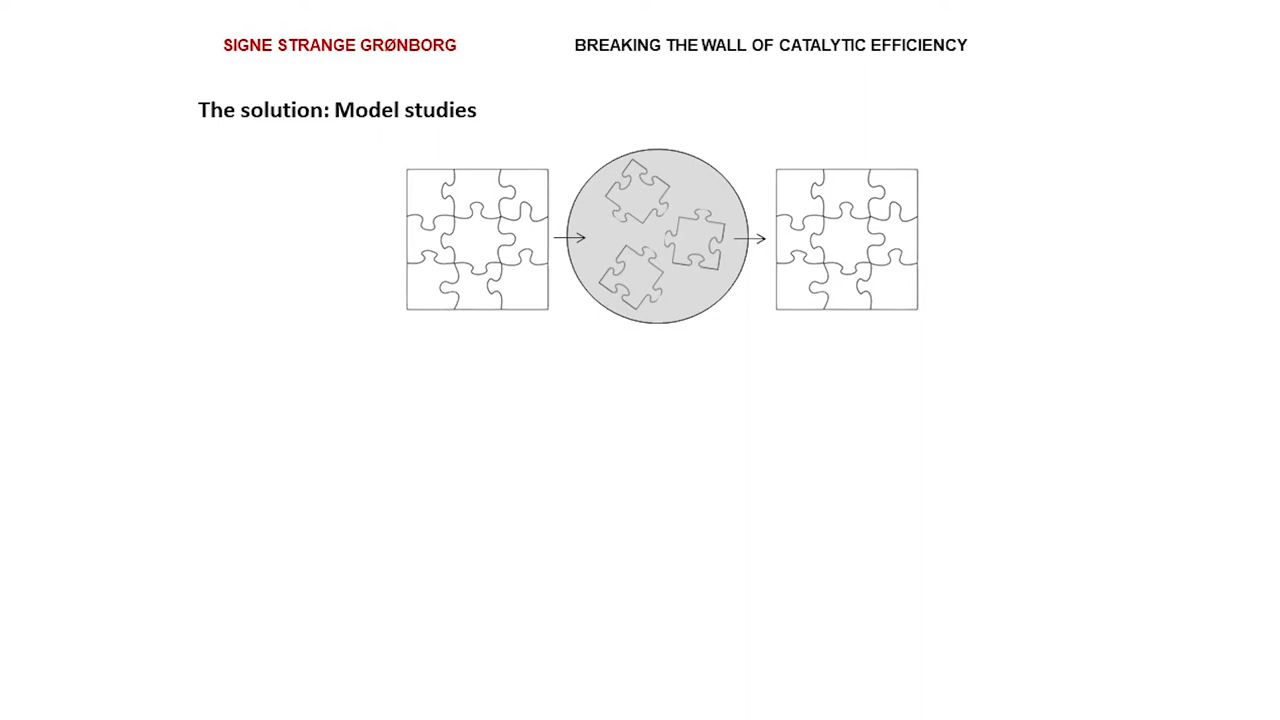 SIGNE STRANGE GRØNBORG
BREAKING THE WALL OF CATALYTIC EFFICIENCY
The solution: Model studies